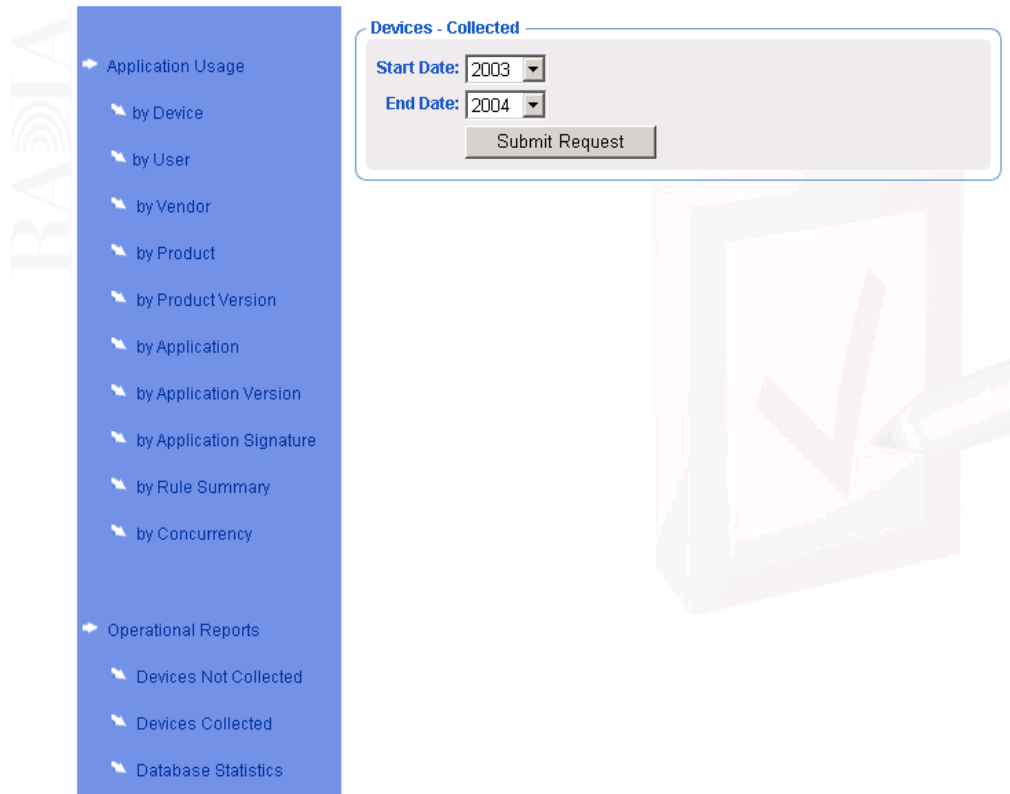 RADIA
Application Usage
by Device
by User
by Vendor
by Product
by Product Version
by Application
by Application Version
by Application Signature
by Rule Summary
by Concurrency
Operational Reports
Devices Not Collected
Devices Collected
Database Statistics
Devices - Collected
Start Date: 2003
End Date: 2004
Submit Request